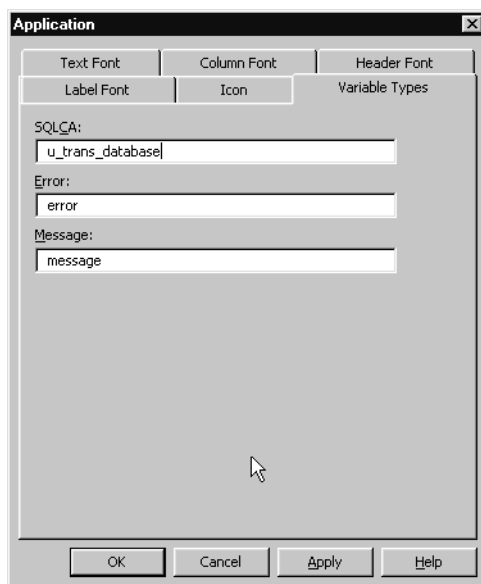 Application
Text Font Column Font Header Font
Label Font Icon Variable Types
SQLCA:
u_trans_database
Error:
error
Message:
message
OK Cancel Apply Help